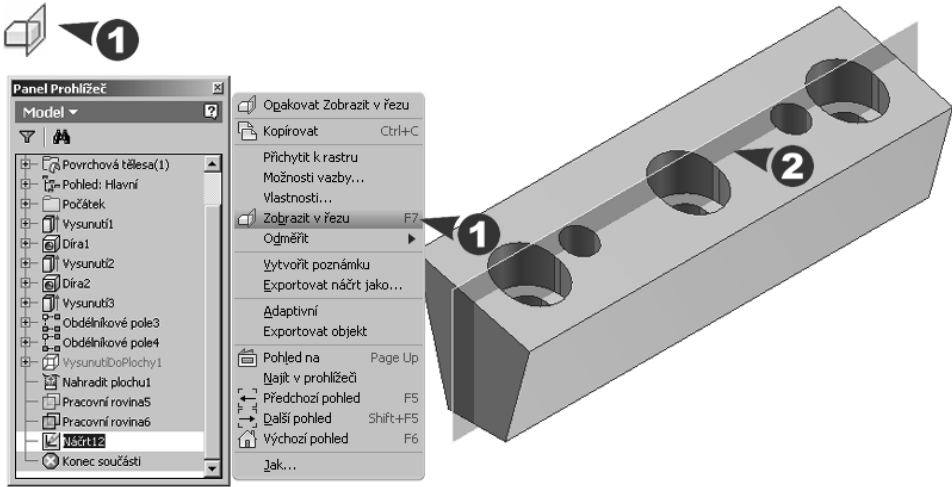 1
Panel Prohlížeč
Model
Povrchová tělesa(1)
Pohled: Hlavní
Počátek
Vysunutí1
Díra1
Vysunutí2
Díra2
Vysunutí3
Obdélníkové pole3
Obdélníkové pole4
VysunutíDoPlochy1
Nahradit plochu1
Pracovní rovina5
Pracovní rovina6
Náčrt12
Konec součásti
Opakovat Zobrazit v řezu
Kopírovat Ctrl+C
Přichytit k rastru
Možnosti vazby...
Vlastnosti...
Zobrazit v řezu F7
Odměřit
Vytvořit poznámku
Exportovat náčrt jako...
Adaptivní
Exportovat objekt
Pohled na Page Up
Najít v prohlížeči
Předchozí pohled F5
Další pohled Shift+F5
Výchozí pohled F6
Jak...
1
2